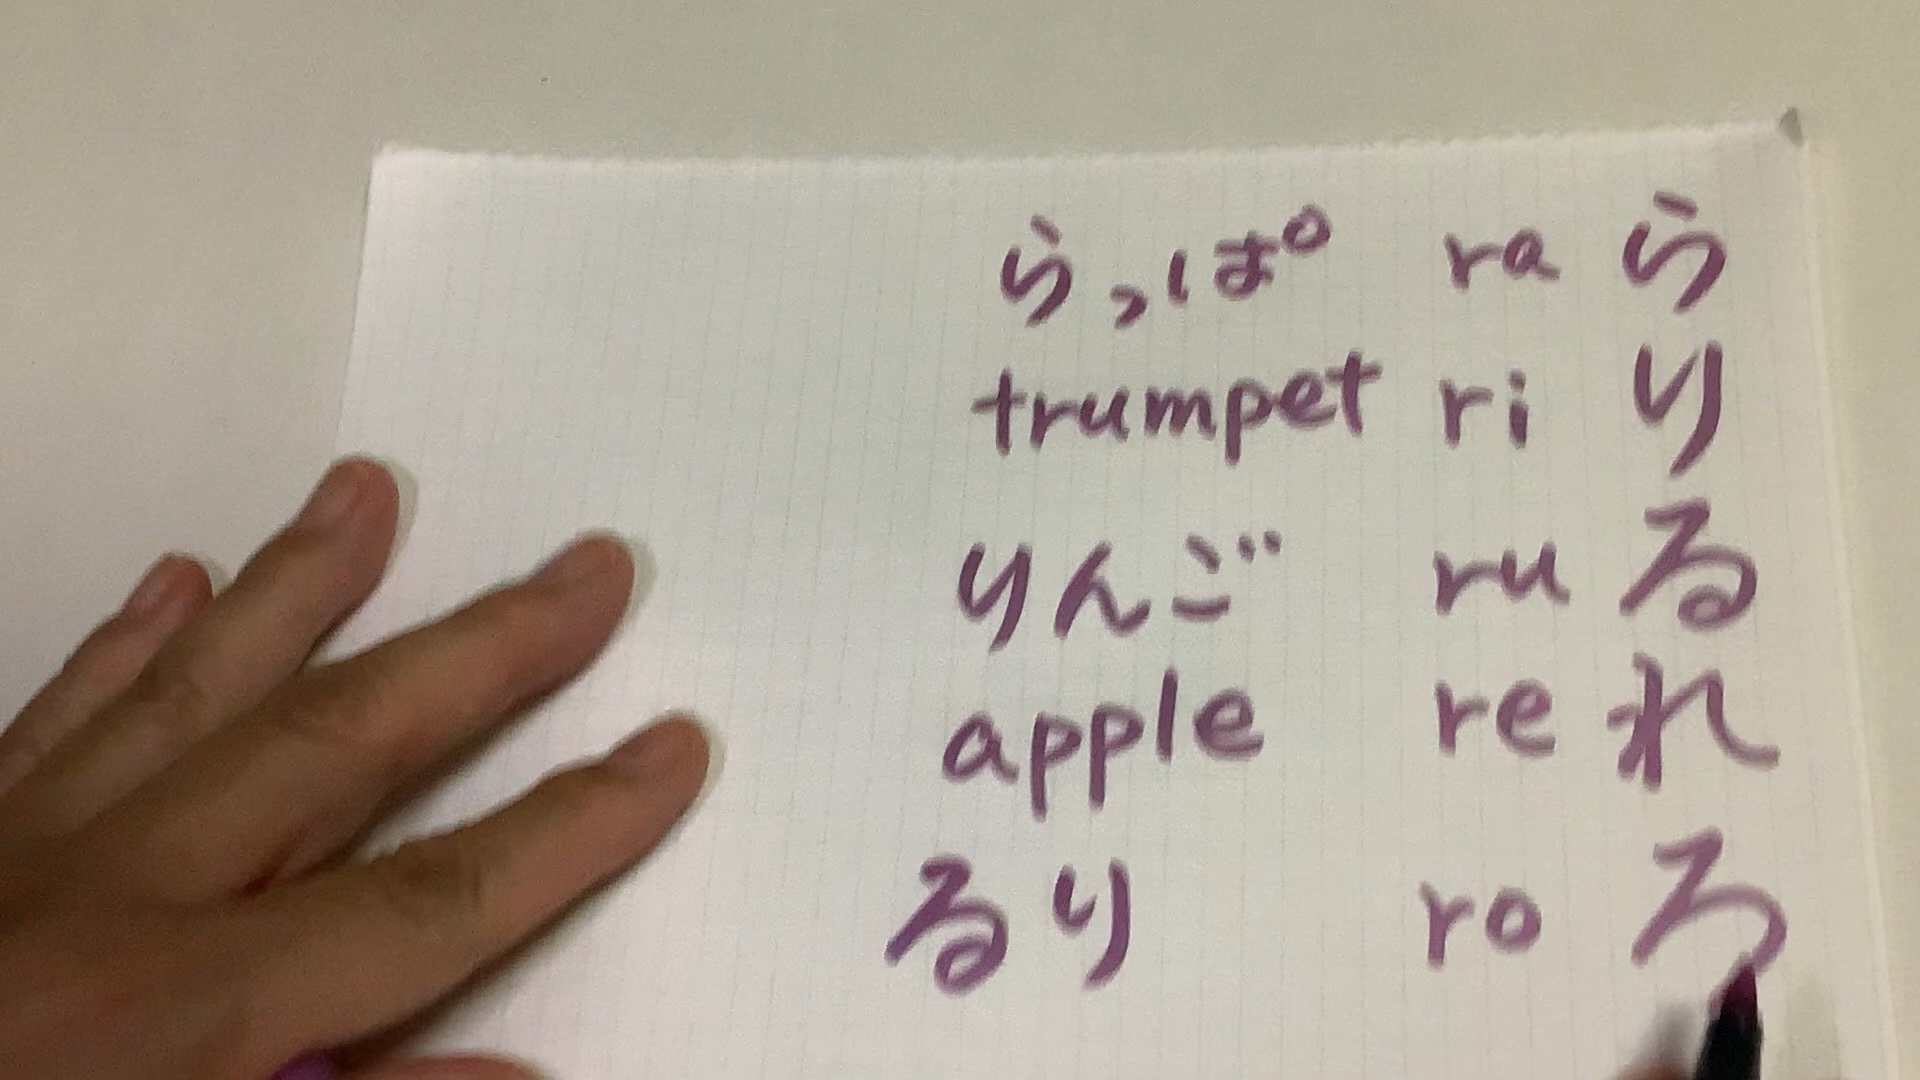 らっぱ ra ら
trumpet ri り
りんご ru る
apple re れ
るり ro ろ